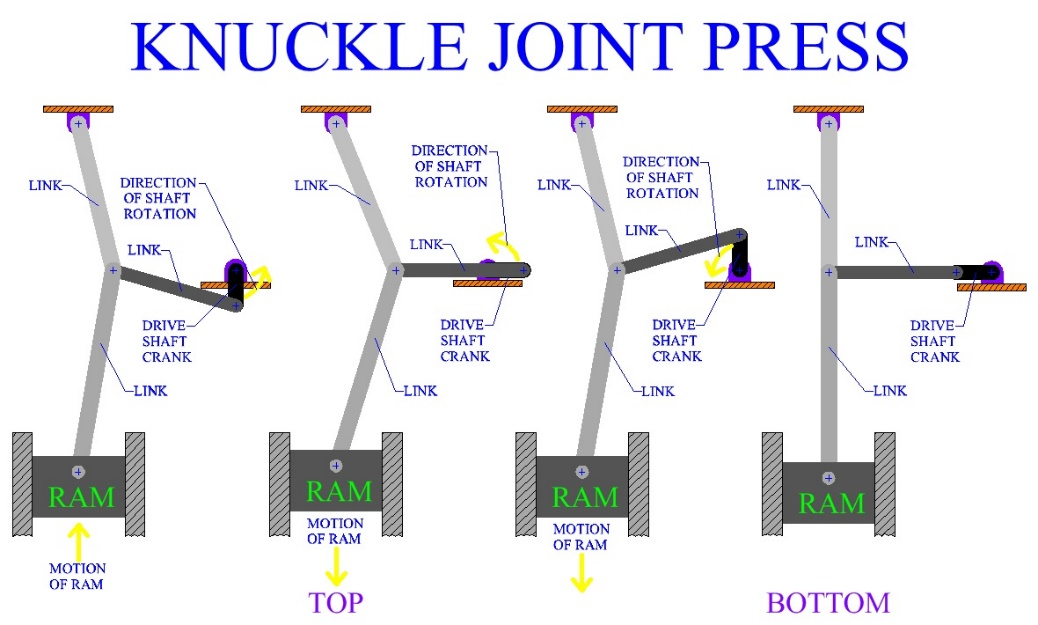 KNUCKLE JOINT PRESS
LINK
DIRECTION
OF SHAFT
ROTATION
LINK
DRIVE
SHAFT
CRANK
LINK
RAM
MOTION
OF RAM
DIRECTION
OF SHAFT
ROTATION
LINK
LINK
DRIVE
SHAFT
CRANK
LINK
RAM
MOTION
OF RAM
TOP
DIRECTION
OF SHAFT
ROTATION
LINK
LINK
DRIVE
SHAFT
CRANK
LINK
RAM
MOTION
OF RAM
LINK
LINK
DRIVE
SHAFT
CRANK
LINK
RAM
BOTTOM